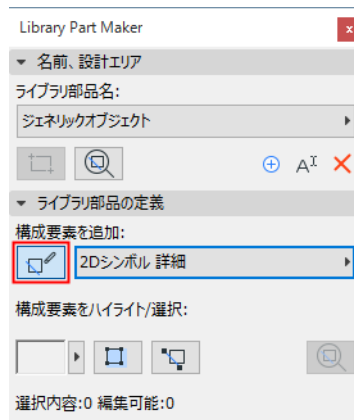 Library Part Maker
名前、設計エリア
ライブラリ部品名:
ジェネリックオブジェクト
ライブラリ部品の定義
構成要素を追加:
2Dシンボル 詳細
構成要素をハイライト/選択:
選択内容:0 編集可能:0